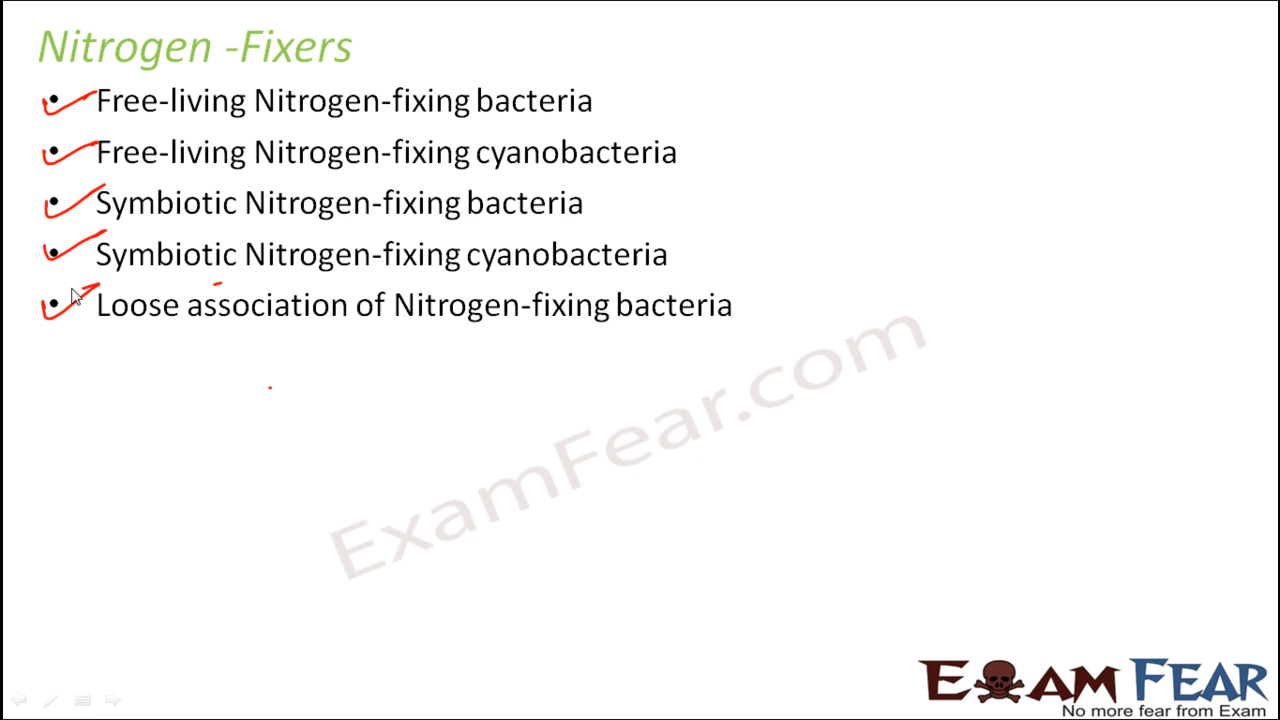 Nitrogen -Fixers
• Free-living Nitrogen-fixing bacteria
• Free-living Nitrogen-fixing cyanobacteria
• Symbiotic Nitrogen-fixing bacteria
• Symbiotic Nitrogen-fixing cyanobacteria
• Loose association of Nitrogen-fixing bacteria
ExamFear.com
EXAM FEAR
No more fear from Exam